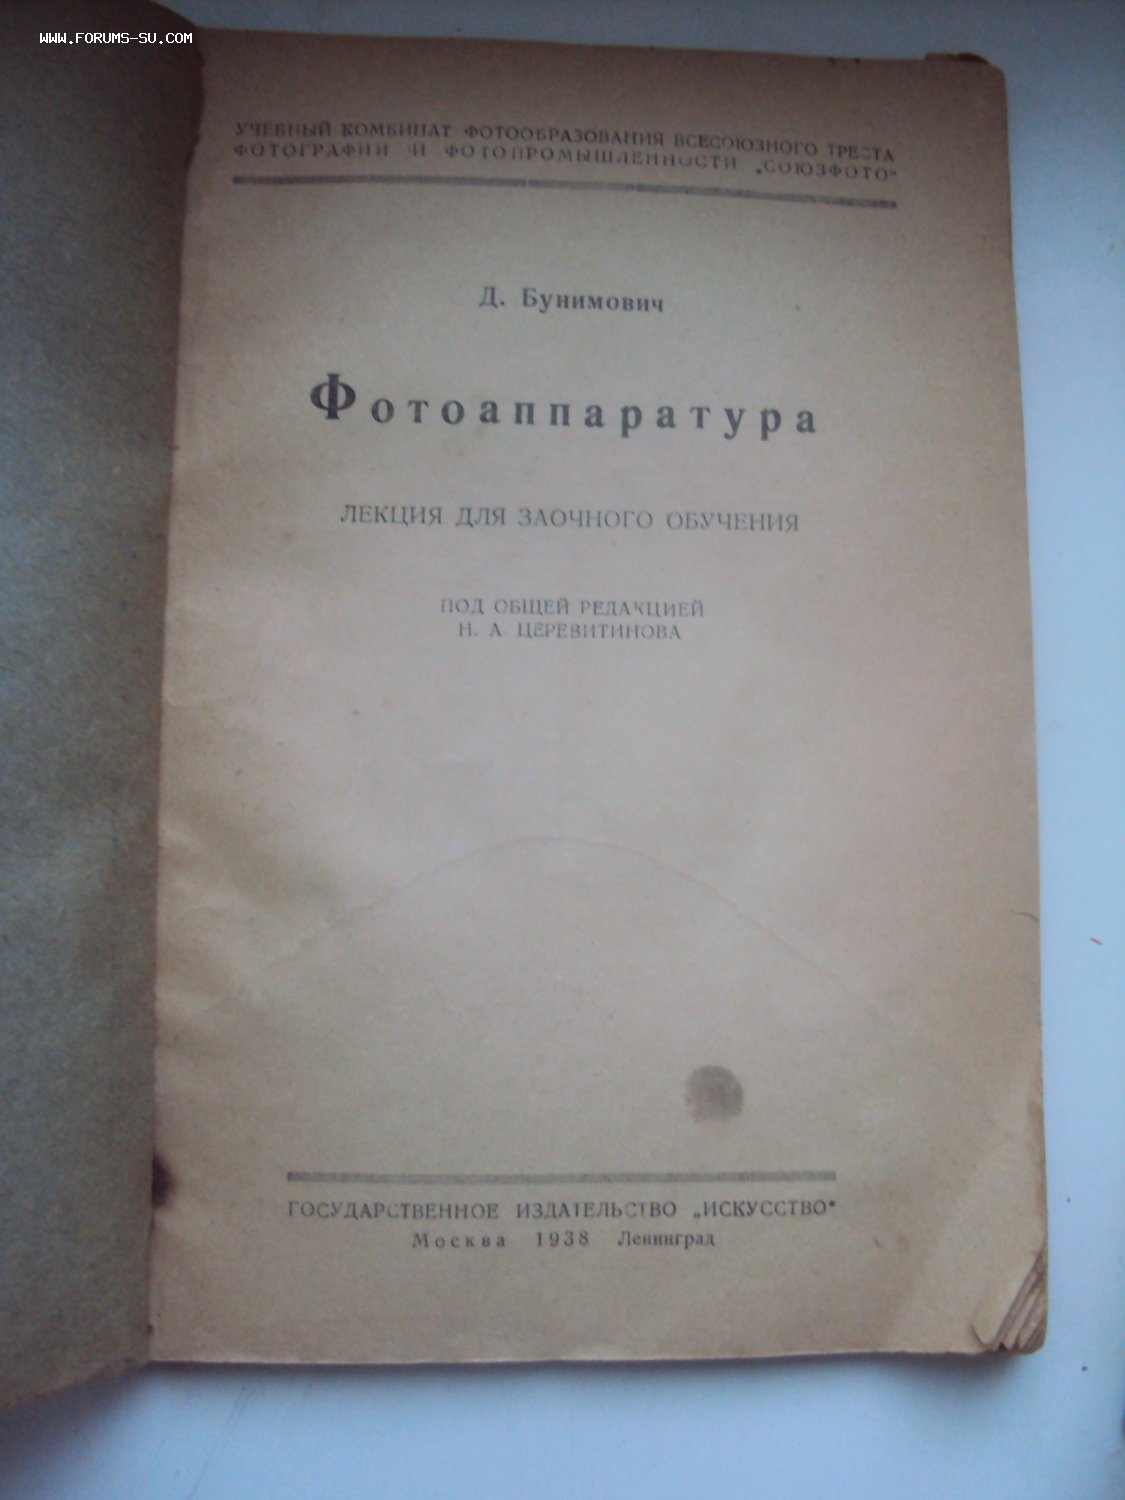 WWW.FORUMS-SU.COM
УЧЕБНЫЙ КОМБИНАТ ФОТООБРАЗОВАНИЯ ВСЕСОЮЗНОГО ТРЕСТА
ФОТОГРАФИИ И ФОТОПРОМЫШЛЕННОСТИ „СОЮЗФОТО"
Д. Бунимович
Фотоаппаратура
ЛЕКЦИЯ ДЛЯ ЗАОЧНОГО ОБУЧЕНИЯ
ПОД ОБЩЕЙ РЕДАКЦИЕЙ
Н. А ЦЕРЕВИТИНОВА
ГОСУДАРСТВЕННОЕ ИЗДАТЕЛЬСТВО „ИСКУССТВО"
Москва 1938 Ленинград